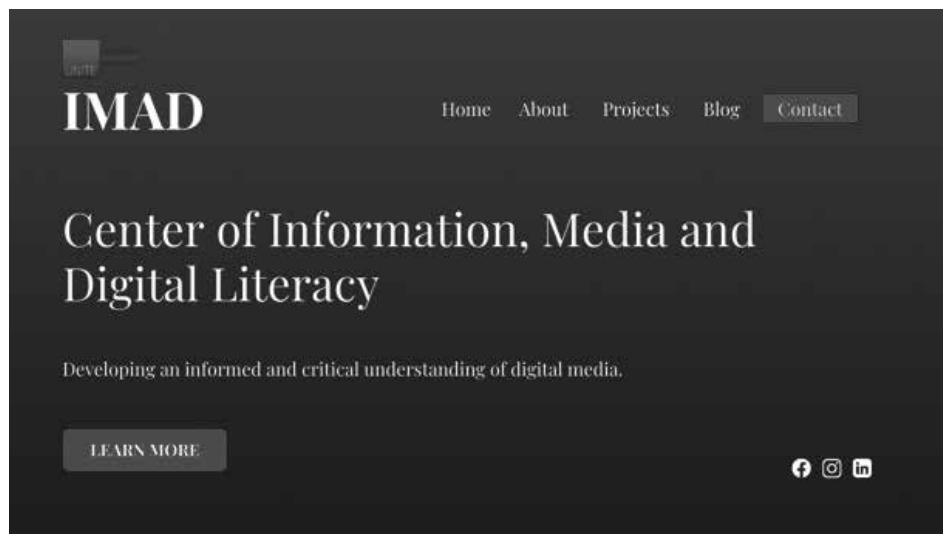 UNITE
IMAD
Home About Projects Blog Contact
Center of Information, Media and
Digital Literacy
Developing an informed and critical understanding of digital media.
LEARN MORE